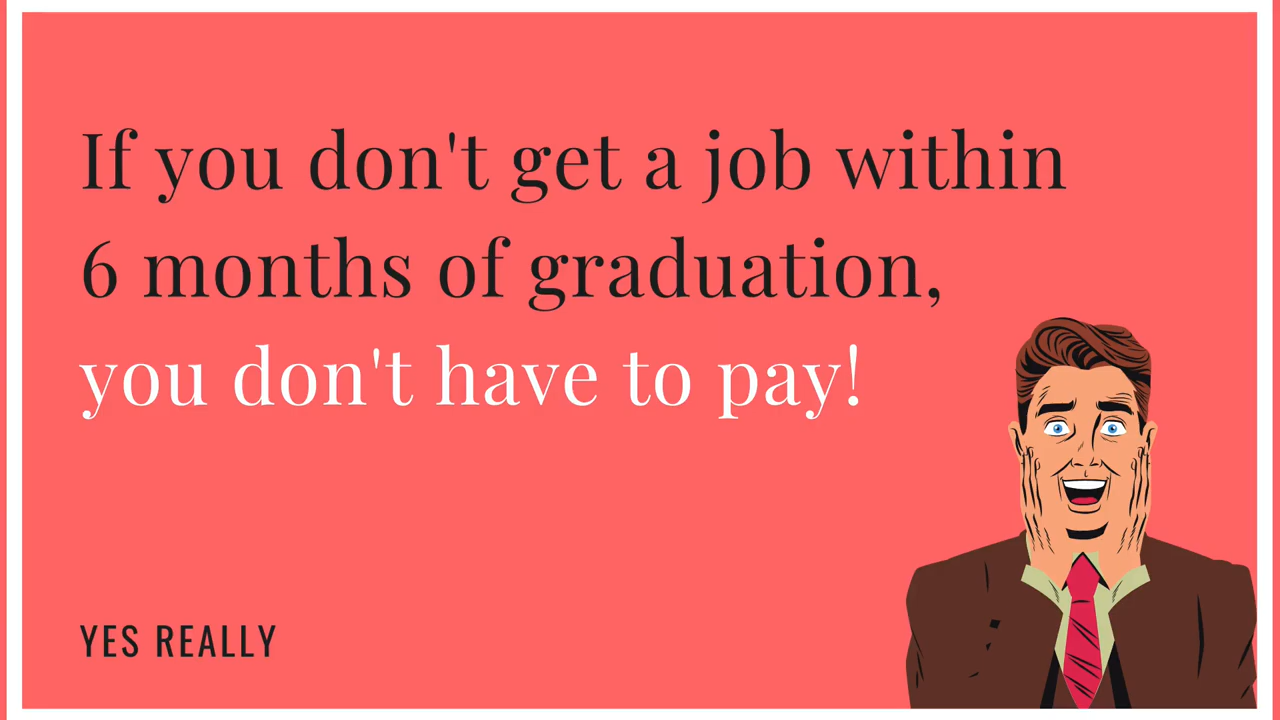 If you don't get a job within
6 months of graduation,
you don't have to pay!
YES REALLY